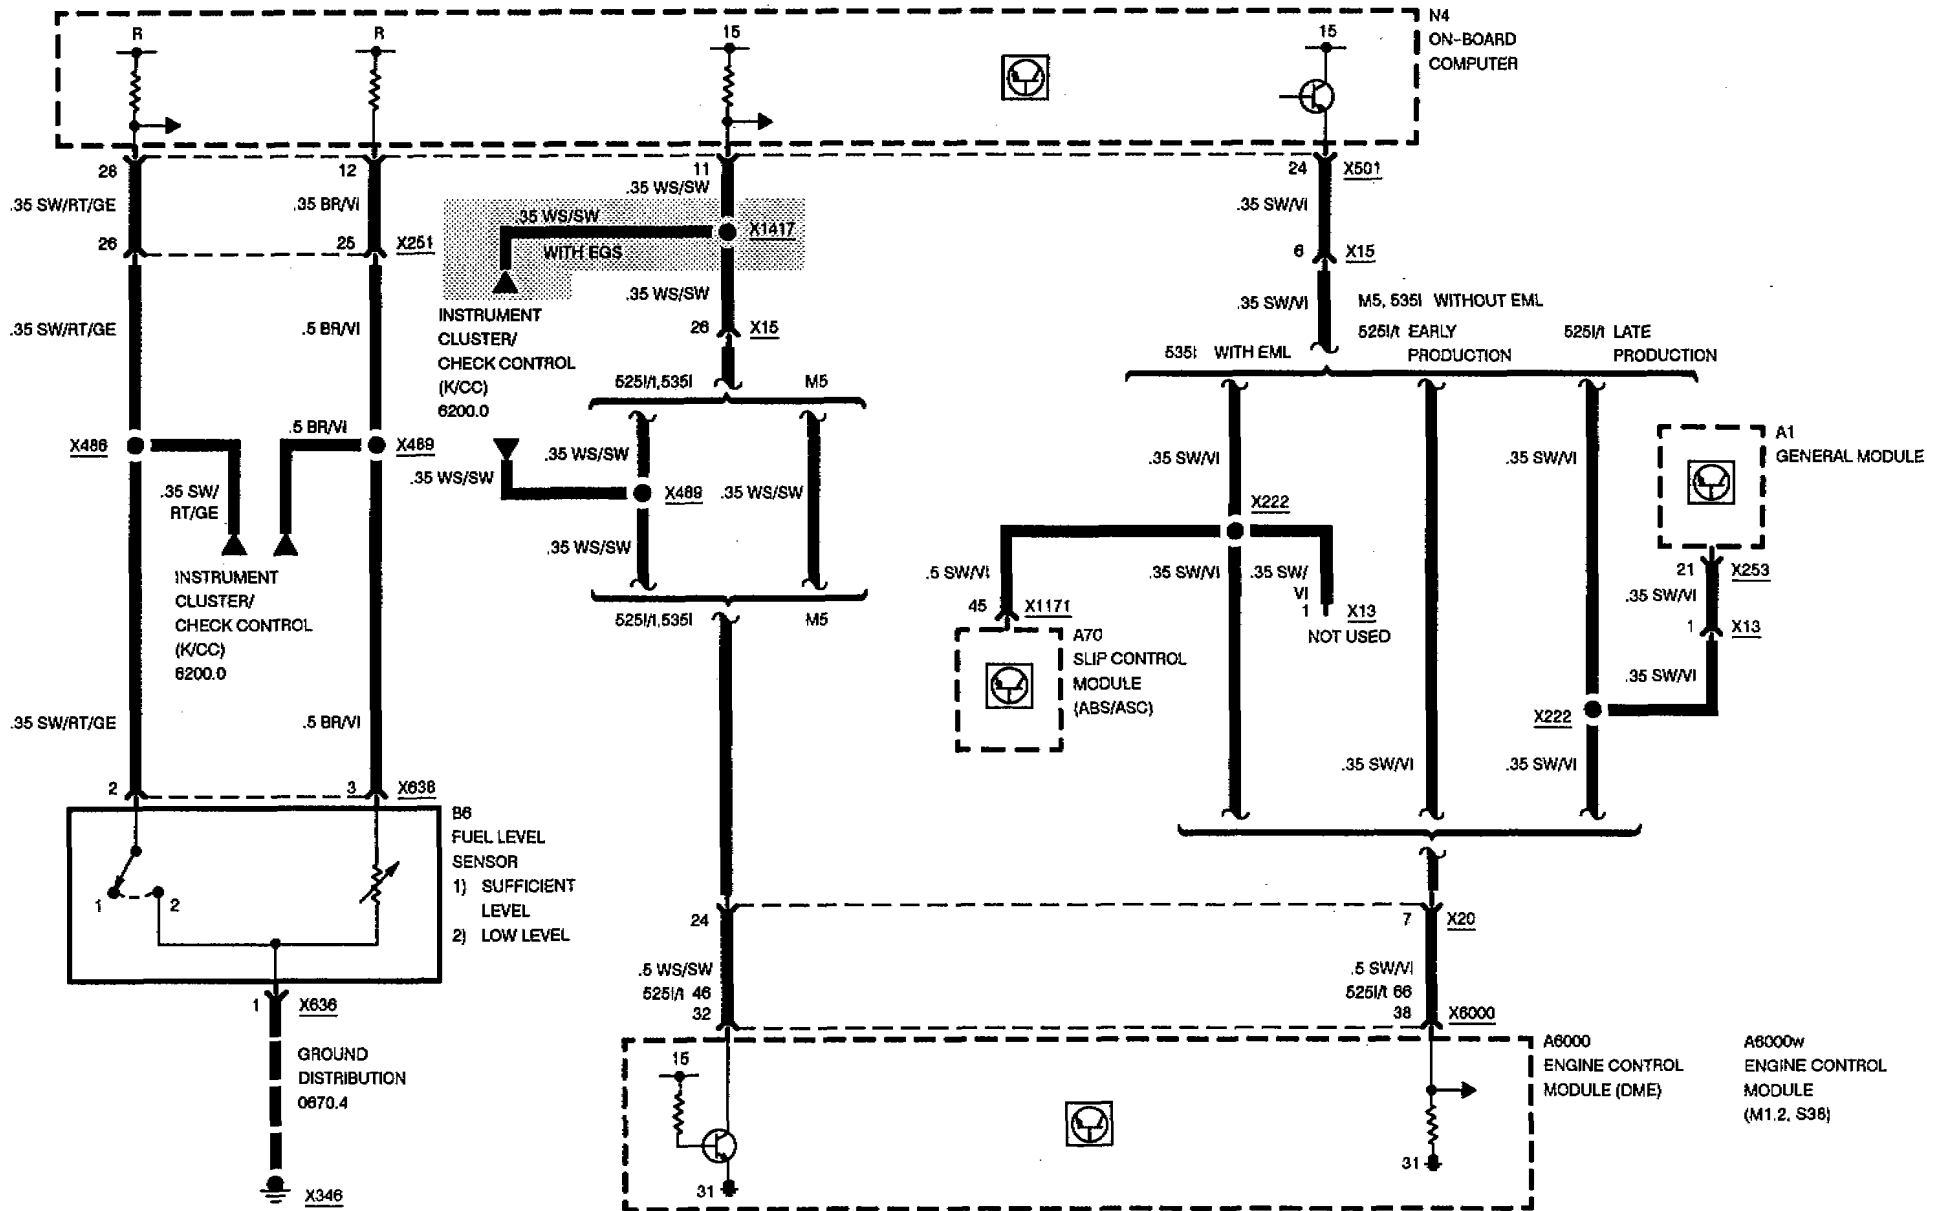 N4
ON-BOARD
COMPUTER
R
R
15
15
28
12
11
24
X501
.35 SW/RT/GE
.35 BR/VI
.35 WS/SW
.35 SW/VI
26
25
X251
.35 WS/SW
WITH EGS
X1417
6
X15
.35 SW/RT/GE
.5 BR/VI
.35 WS/SW
26
X15
INSTRUMENT
CLUSTER/
CHECK CONTROL
(K/CC)
6200.0
.35 SW/VI
M5, 535I WITHOUT EML
535I WITH EML
525I/t EARLY
PRODUCTION
525I/t LATE
PRODUCTION
525I/t,535I
M5
X486
.5 BR/VI
X469
.35 SW/
RT/GE
.35 WS/SW
.35 WS/SW
X469
.35 WS/SW
.35 WS/SW
.35 SW/VI
.35 SW/VI
A1
GENERAL MODULE
X222
INSTRUMENT
CLUSTER/
CHECK CONTROL
(K/CC)
6200.0
525I/t,535I
M5
.5 SW/VI
.35 SW/VI
.35 SW/
VI
45
X1171
1
X13
NOT USED
21
X253
.35 SW/VI
1
X13
.35 SW/VI
A70
SLIP CONTROL
MODULE
(ABS/ASC)
X222
.35 SW/RT/GE
.5 BR/VI
.35 SW/VI
.35 SW/VI
2
3
X636
B6
FUEL LEVEL
SENSOR
1) SUFFICIENT
LEVEL
2) LOW LEVEL
1
2
24
7
X20
.5 WS/SW
525I/t 46
32
.5 SW/VI
525I/t 66
38
X6000
1
X636
GROUND
DISTRIBUTION
0670.4
X346
15
31
31
A6000
ENGINE CONTROL
MODULE (DME)
A6000w
ENGINE CONTROL
MODULE
(M1.2, S38)